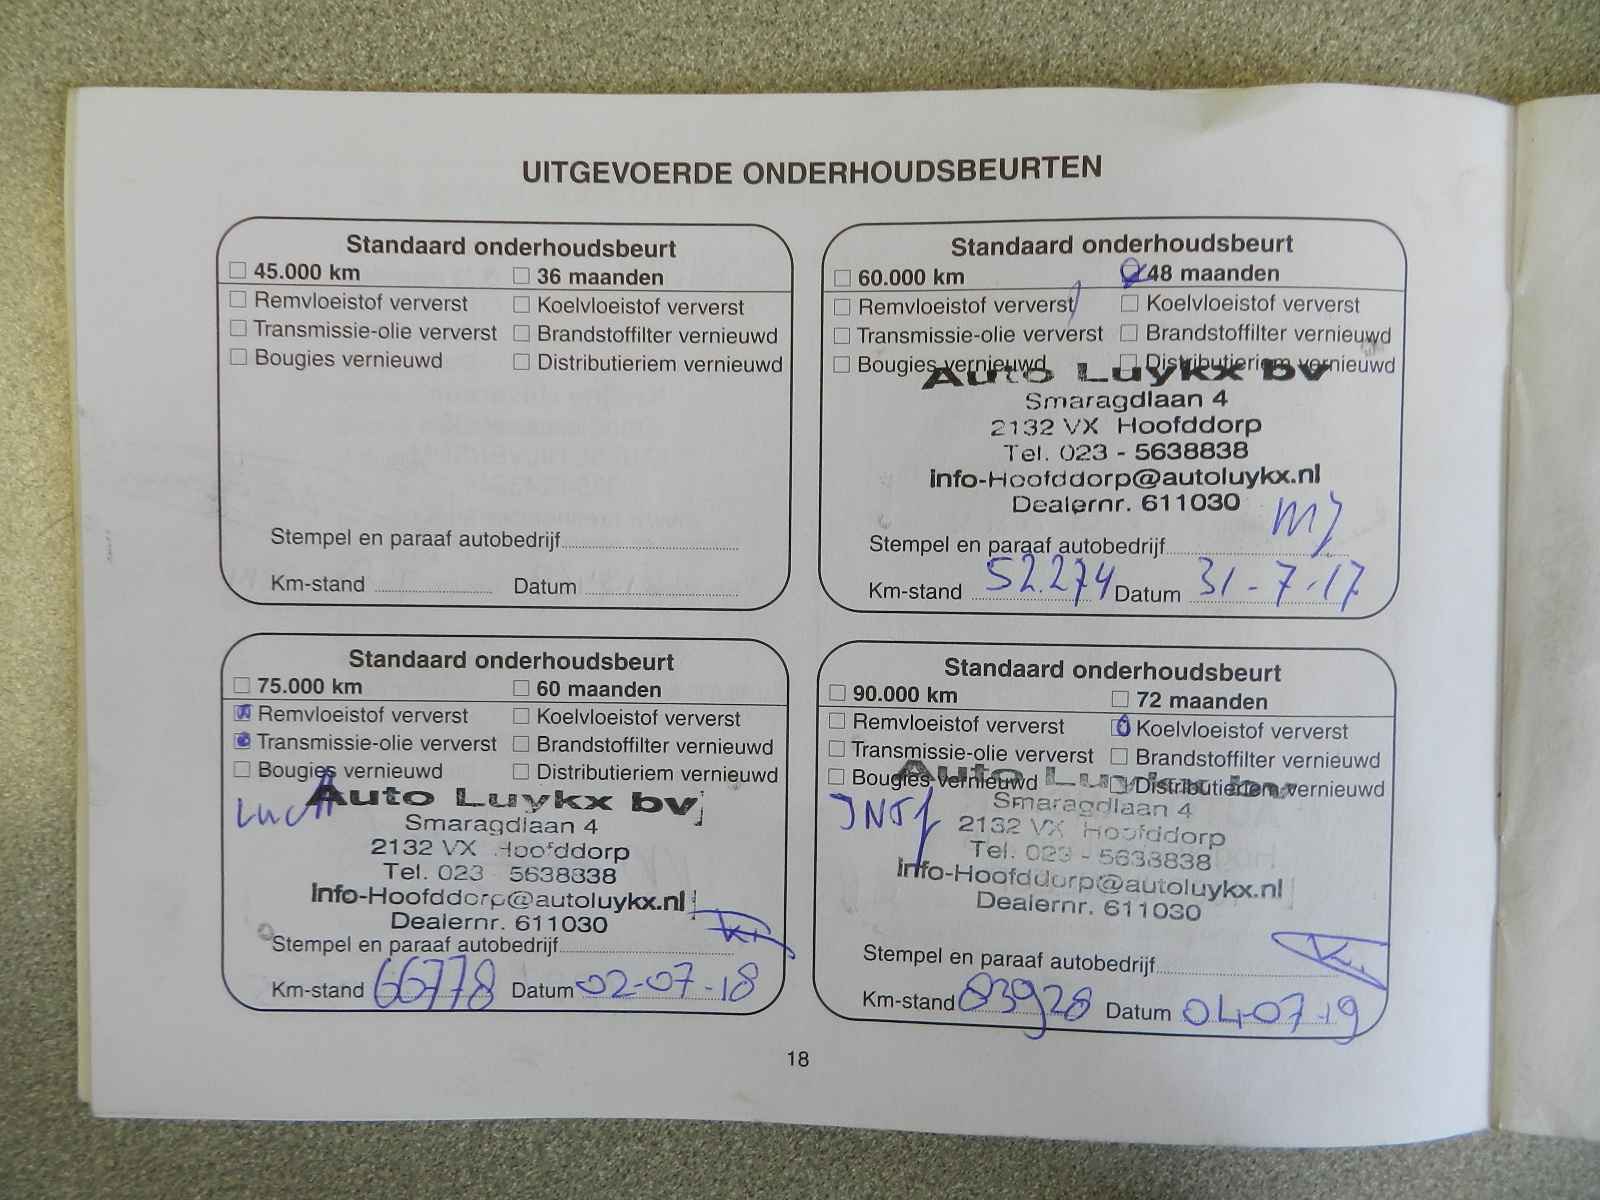 UITGEVOERDE ONDERHOUDSBEURTEN
Standaard onderhoudsbeurt
45.000 km 36 maanden
Remvloeistof ververst Koelvloeistof ververst
Transmissie-olie ververst Brandstoffilter vernieuwd
Bougies vernieuwd Distributieriem vernieuwd
Stempel en paraaf autobedrijf
Km-stand Datum
Standaard onderhoudsbeurt
60.000 km 48 maanden
Remvloeistof ververst Koelvloeistof ververst
Transmissie-olie ververst Brandstoffilter vernieuwd
Bougies vernieuwd Distributieriem vernieuwd
Auto Luykx bv
Smaragdlaan 4
2132 VX Hoofddorp
Tel. 023 - 5638838
info-Hoofddorp@autoluykx.nl
Dealernr. 611030
Stempel en paraaf autobedrijf
Km-stand 52.274 Datum 31-7-17
Standaard onderhoudsbeurt
75.000 km 60 maanden
Remvloeistof ververst Koelvloeistof ververst
Transmissie-olie ververst Brandstoffilter vernieuwd
Bougies vernieuwd Distributieriem vernieuwd
Auto Luykx bv
Smaragdlaan 4
2132 VX Hoofddorp
Tel. 023 5638838
info-Hoofddorp@autoluykx.nl
Dealernr. 611030
Stempel en paraaf autobedrijf
Km-stand 66778 Datum 02-07-18
Standaard onderhoudsbeurt
90.000 km 72 maanden
Remvloeistof ververst Koelvloeistof ververst
Transmissie-olie ververst Brandstoffilter vernieuwd
Bougies vernieuwd Distributieriem vernieuwd
Auto Luykx bv
Smaragdlaan 4
2132 VX Hoofddorp
Tel. 023 - 5638838
info-Hoofddorp@autoluykx.nl
Dealernr. 611030
Stempel en paraaf autobedrijf
Km-stand 83928 Datum 04-07-19
18